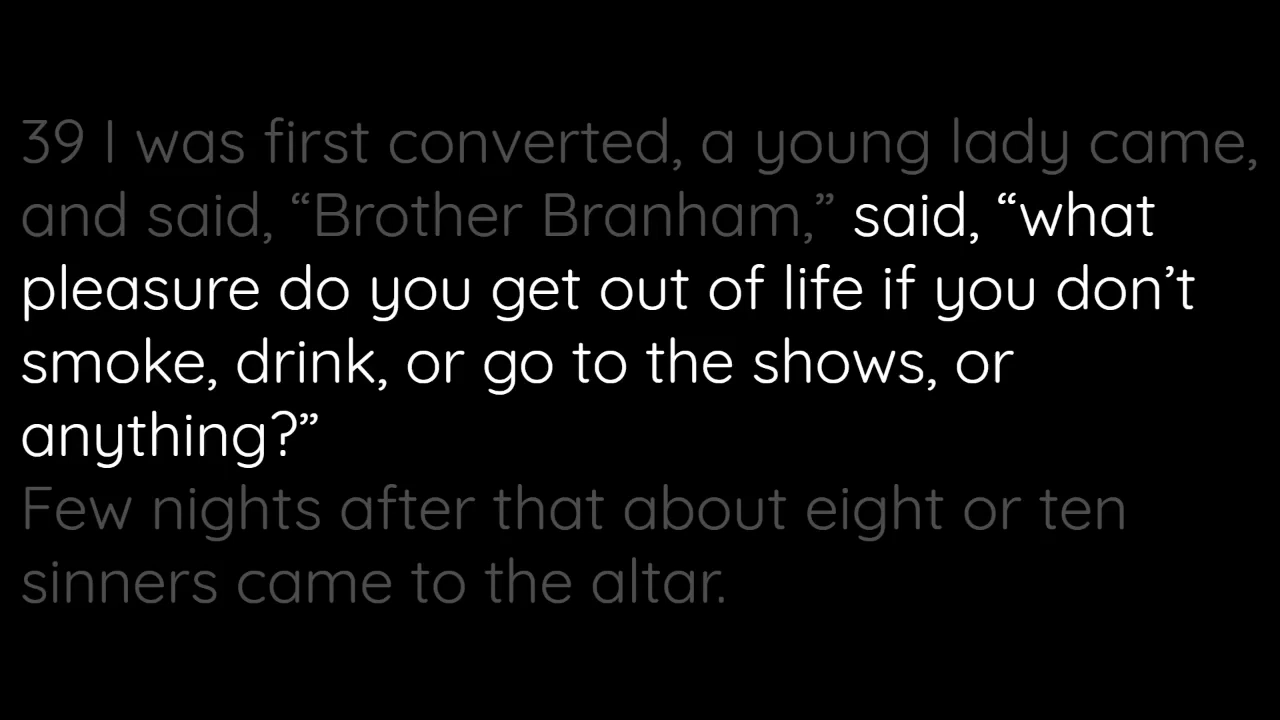 39 I was first converted, a young lady came,
and said, “Brother Branham,” said, “what
pleasure do you get out of life if you don’t
smoke, drink, or go to the shows, or
anything?”
Few nights after that about eight or ten
sinners came to the altar.